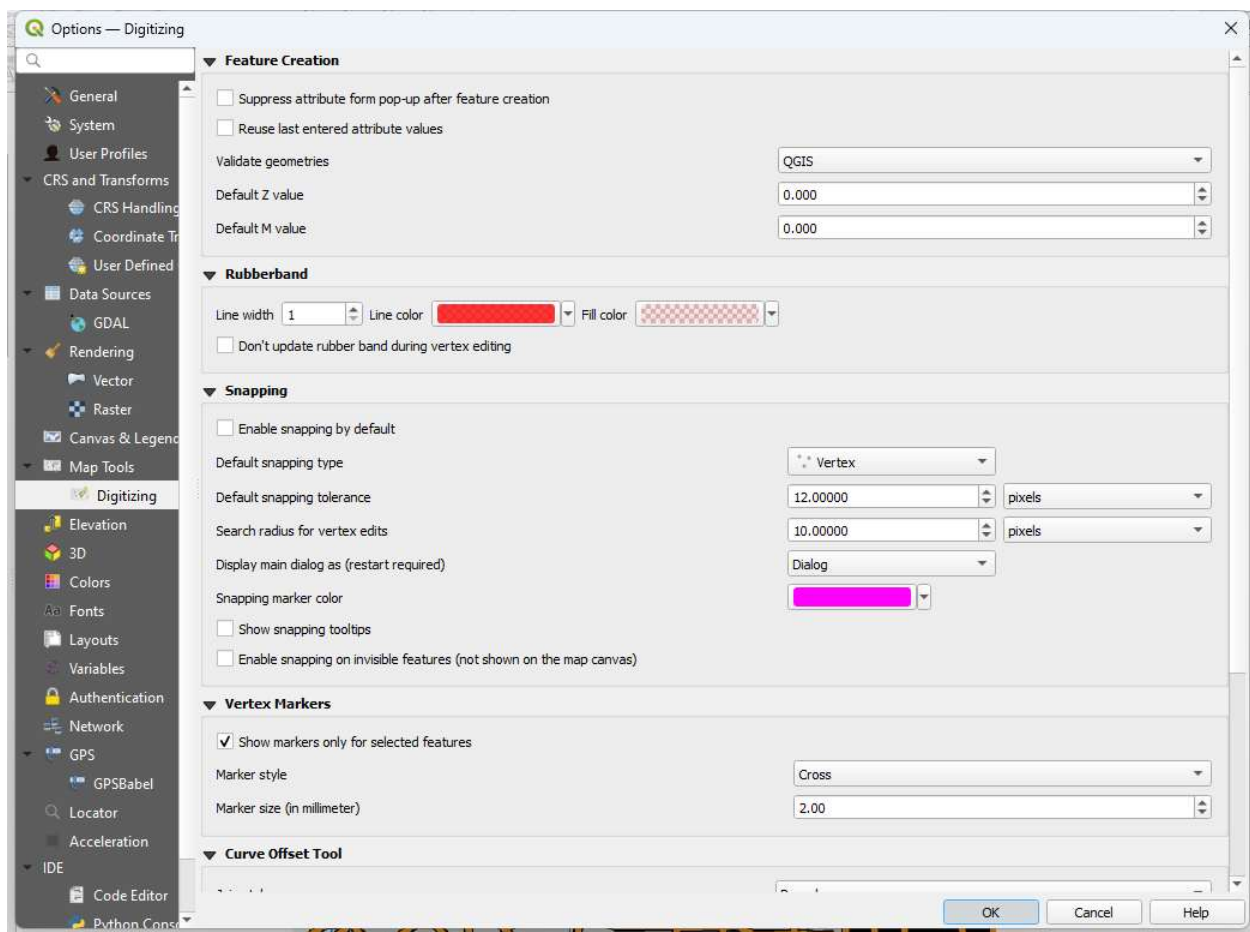 Options — Digitizing
General
System
User Profiles
CRS and Transforms
CRS Handling
Coordinate Tr
User Defined
Data Sources
GDAL
Rendering
Vector
Raster
Canvas & Legend
Map Tools
Digitizing
Elevation
3D
Colors
Fonts
Layouts
Variables
Authentication
Network
GPS
GPSBabel
Locator
Acceleration
IDE
Code Editor
Python Conso
Feature Creation
Suppress attribute form pop-up after feature creation
Reuse last entered attribute values
Validate geometries QGIS
Default Z value 0.000
Default M value 0.000
Rubberband
Line width 1 Line color Fill color
Don't update rubber band during vertex editing
Snapping
Enable snapping by default
Default snapping type Vertex
Default snapping tolerance 12.00000 pixels
Search radius for vertex edits 10.00000 pixels
Display main dialog as (restart required) Dialog
Snapping marker color
Show snapping tooltips
Enable snapping on invisible features (not shown on the map canvas)
Vertex Markers
Show markers only for selected features
Marker style Cross
Marker size (in millimeter) 2.00
Curve Offset Tool
OK Cancel Help